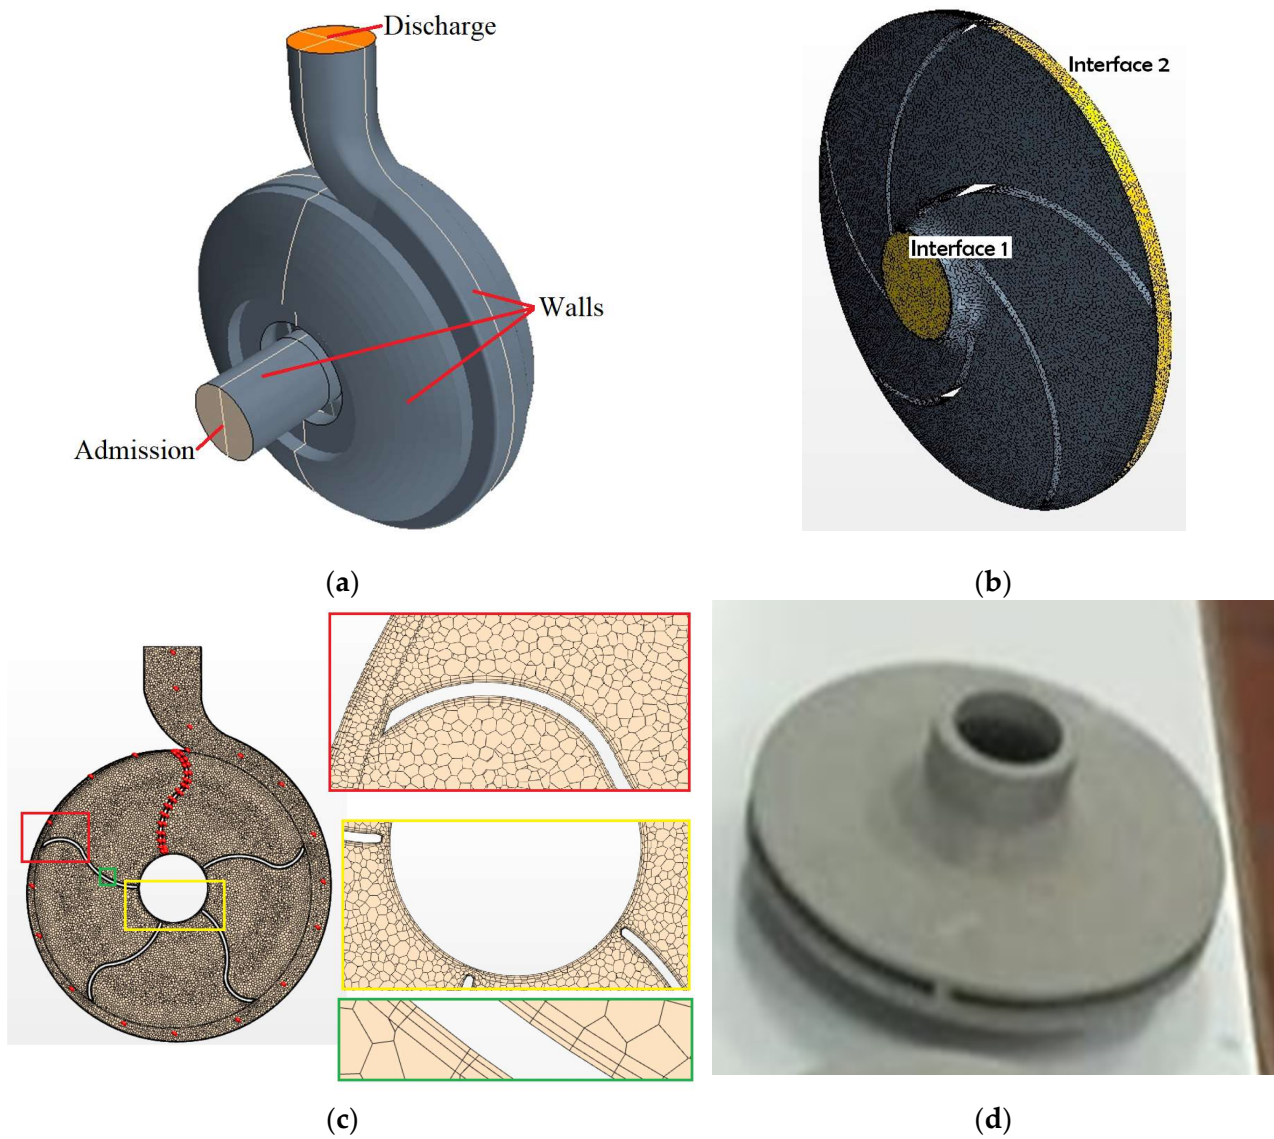 Discharge
Interface 2
Interface 1
Walls
Admission
(a)
(b)
(c)
(d)